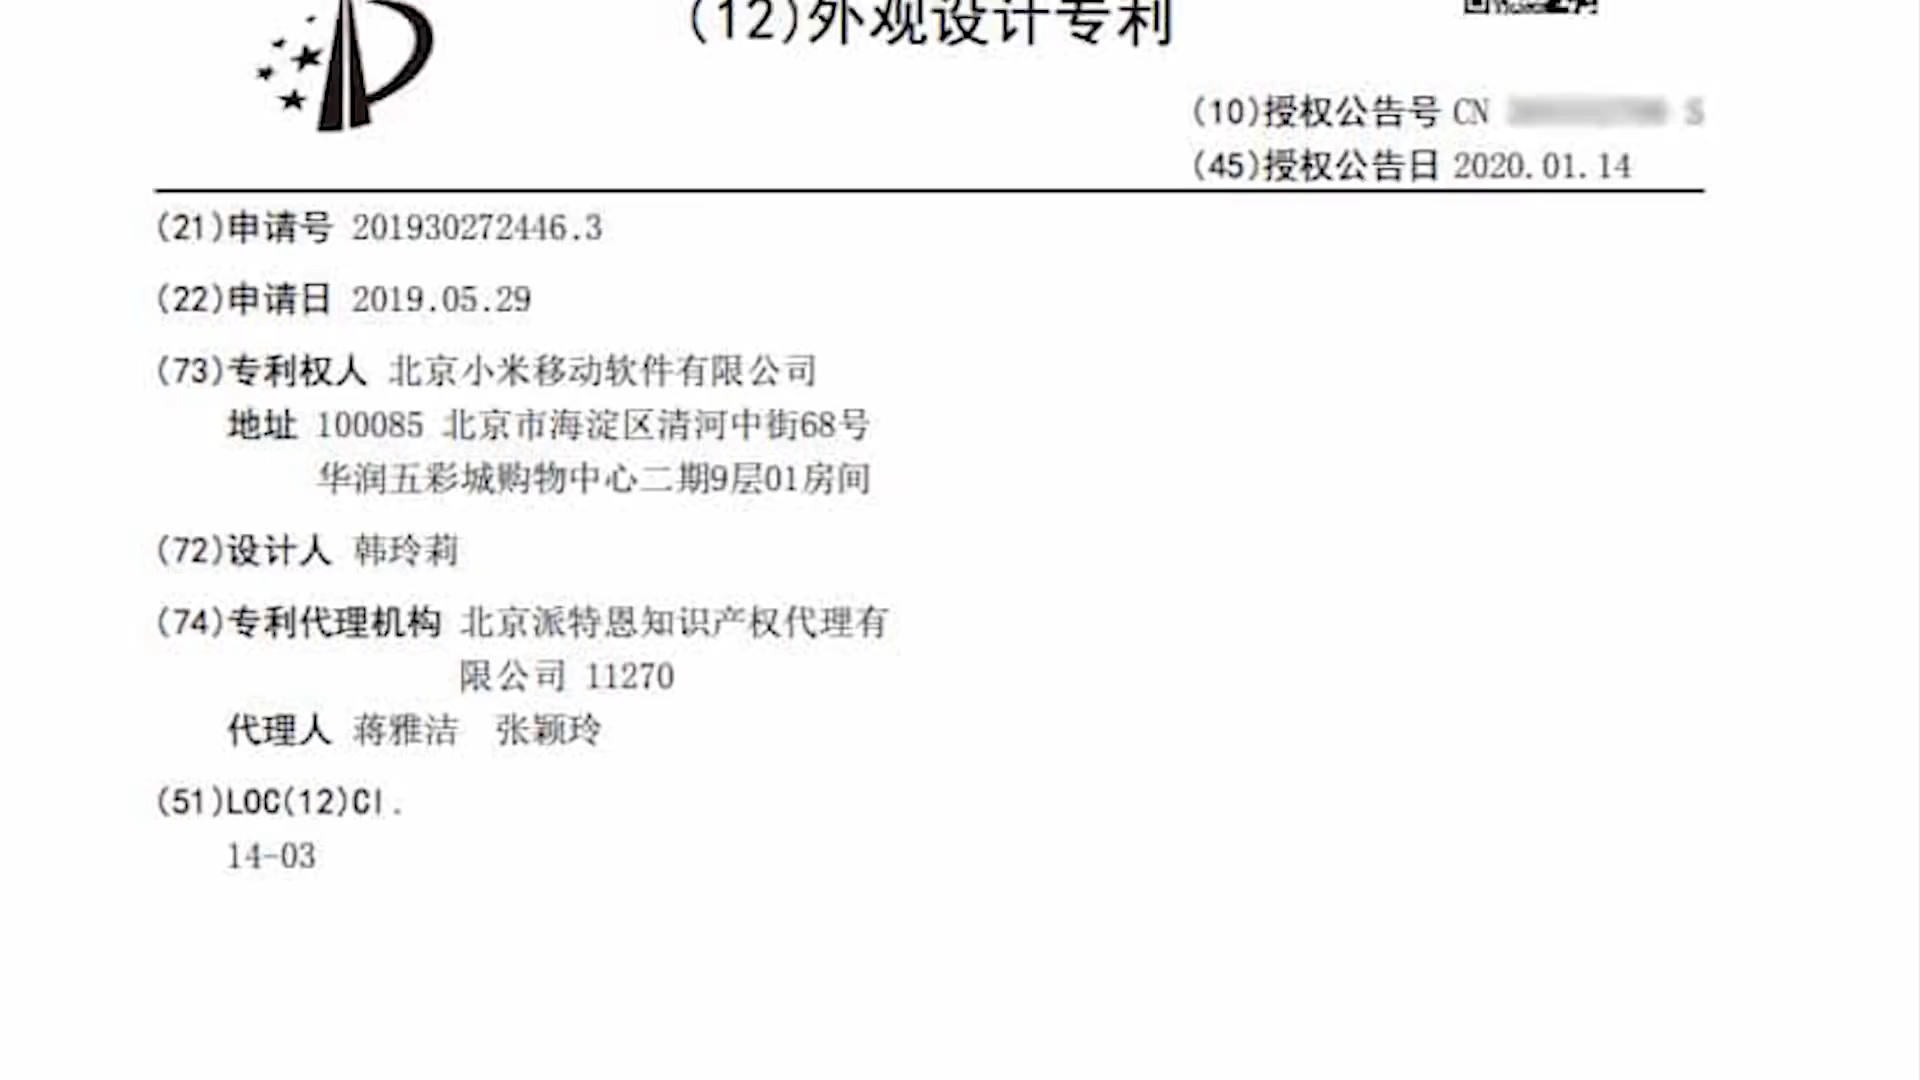 (12)外观设计专利
(10)授权公告号 CN S
(45)授权公告日 2020.01.14
(21)申请号 201930272446.3
(22)申请日 2019.05.29
(73)专利权人 北京小米移动软件有限公司
地址 100085 北京市海淀区清河中街68号
华润五彩城购物中心二期9层01房间
(72)设计人 韩玲莉
(74)专利代理机构 北京派特恩知识产权代理有
限公司 11270
代理人 蒋雅洁 张颖玲
(51)LOC(12)Cl.
14-03